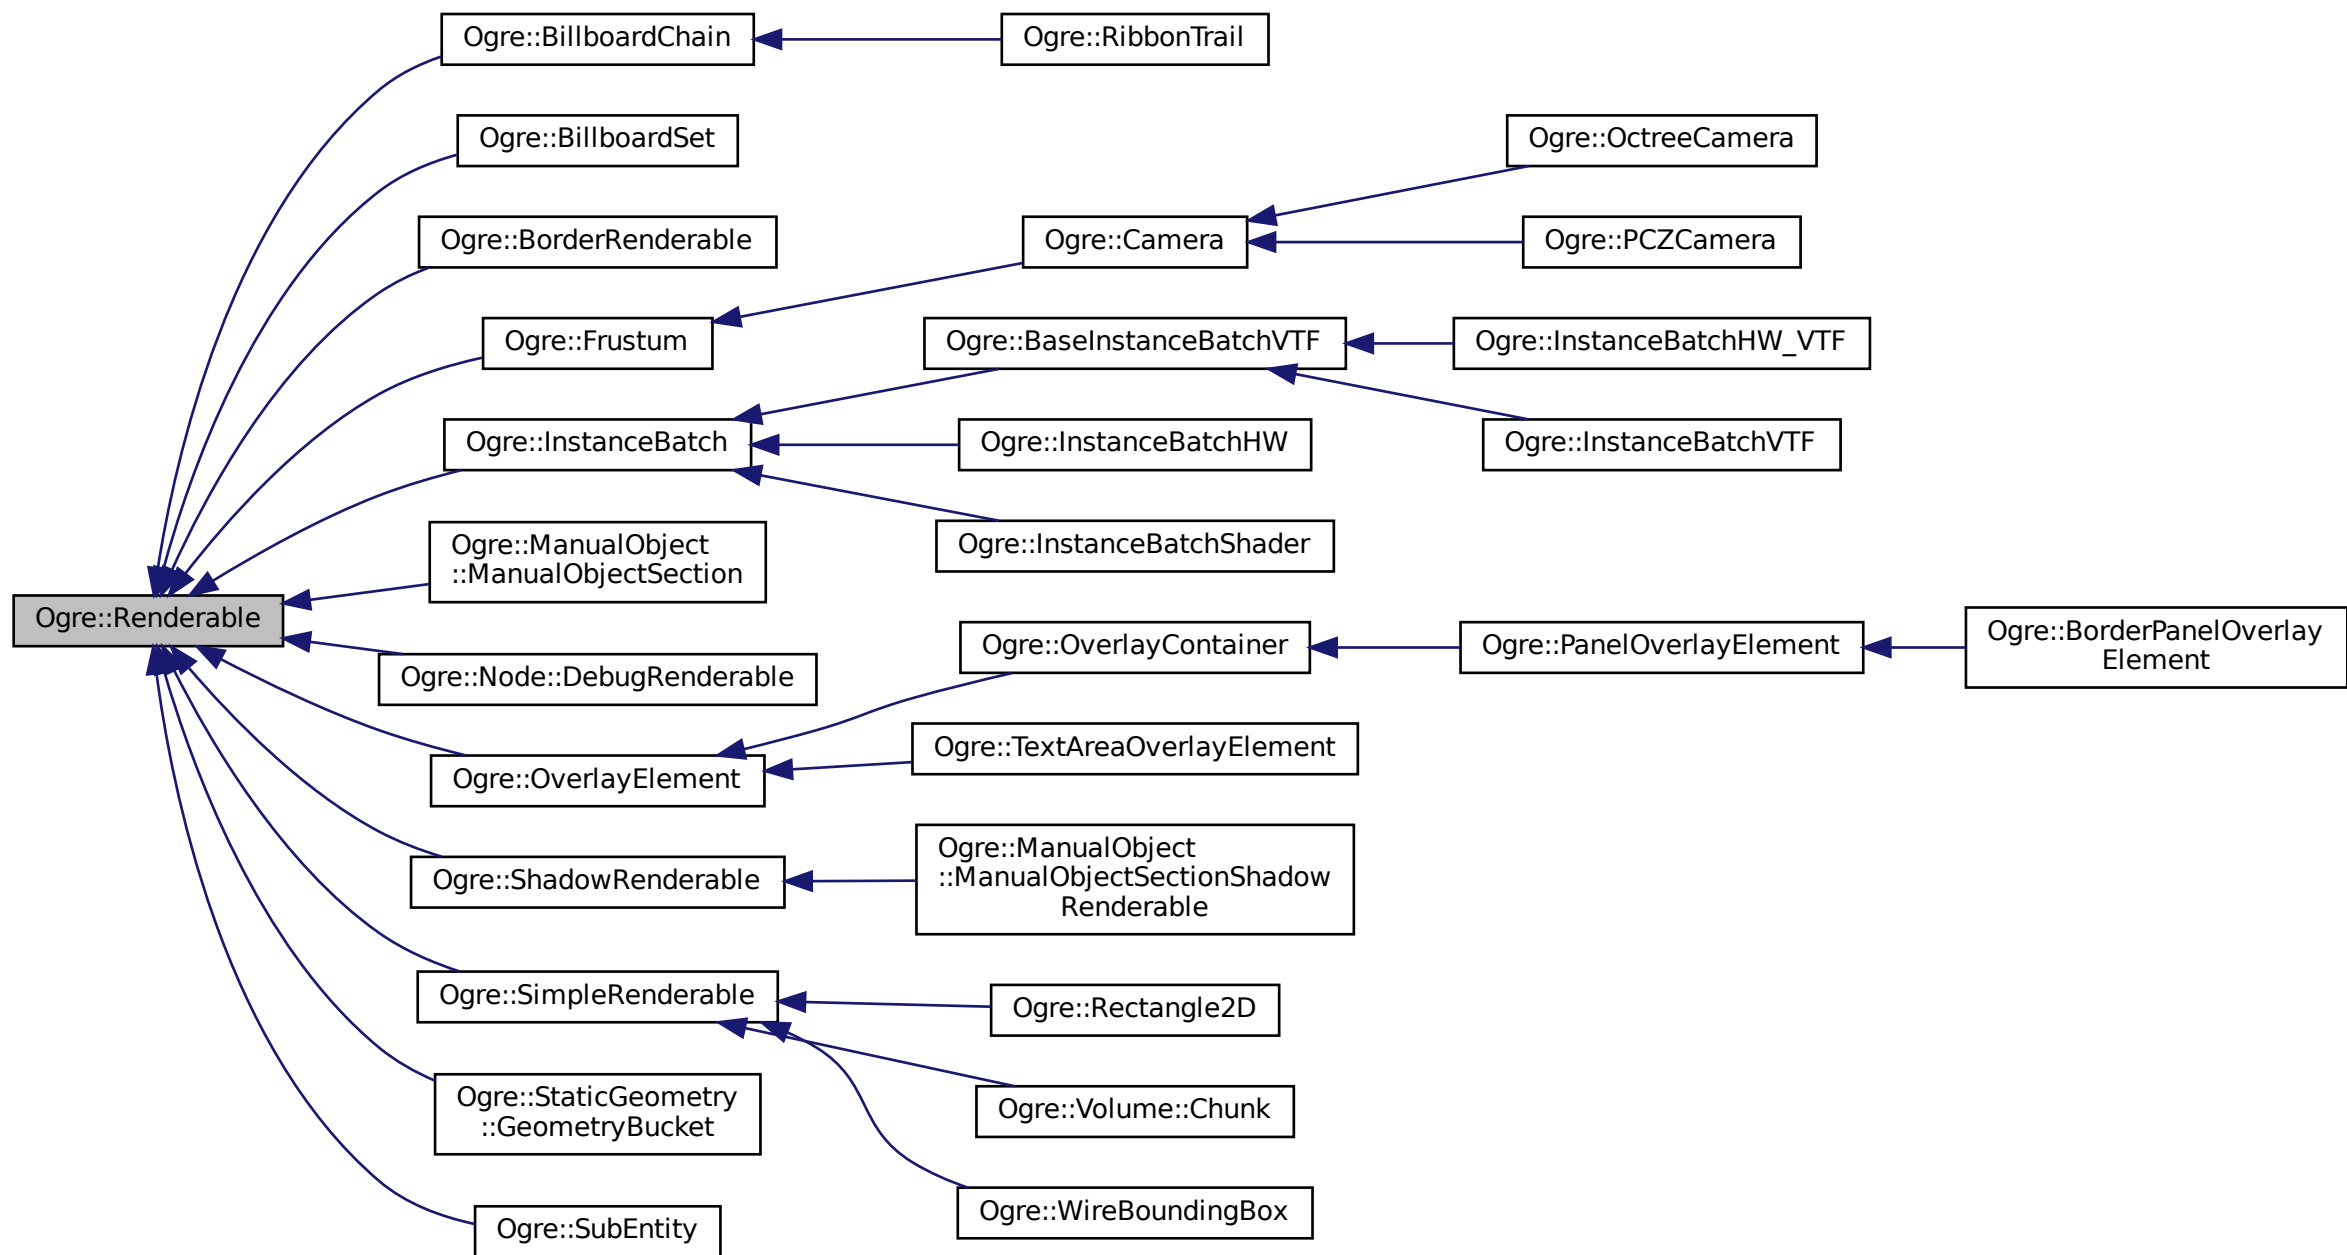 Ogre::BillboardChain
Ogre::RibbonTrail
Ogre::BillboardSet
Ogre::OctreeCamera
Ogre::BorderRenderable
Ogre::Camera
Ogre::PCZCamera
Ogre::Frustum
Ogre::BaseInstanceBatchVTF
Ogre::InstanceBatchHW_VTF
Ogre::InstanceBatch
Ogre::InstanceBatchHW
Ogre::InstanceBatchVTF
Ogre::ManualObject
::ManualObjectSection
Ogre::InstanceBatchShader
Ogre::Renderable
Ogre::Node::DebugRenderable
Ogre::OverlayContainer
Ogre::PanelOverlayElement
Ogre::BorderPanelOverlay
Element
Ogre::OverlayElement
Ogre::TextAreaOverlayElement
Ogre::ShadowRenderable
Ogre::ManualObject
::ManualObjectSectionShadow
Renderable
Ogre::SimpleRenderable
Ogre::Rectangle2D
Ogre::StaticGeometry
::GeometryBucket
Ogre::Volume::Chunk
Ogre::SubEntity
Ogre::WireBoundingBox